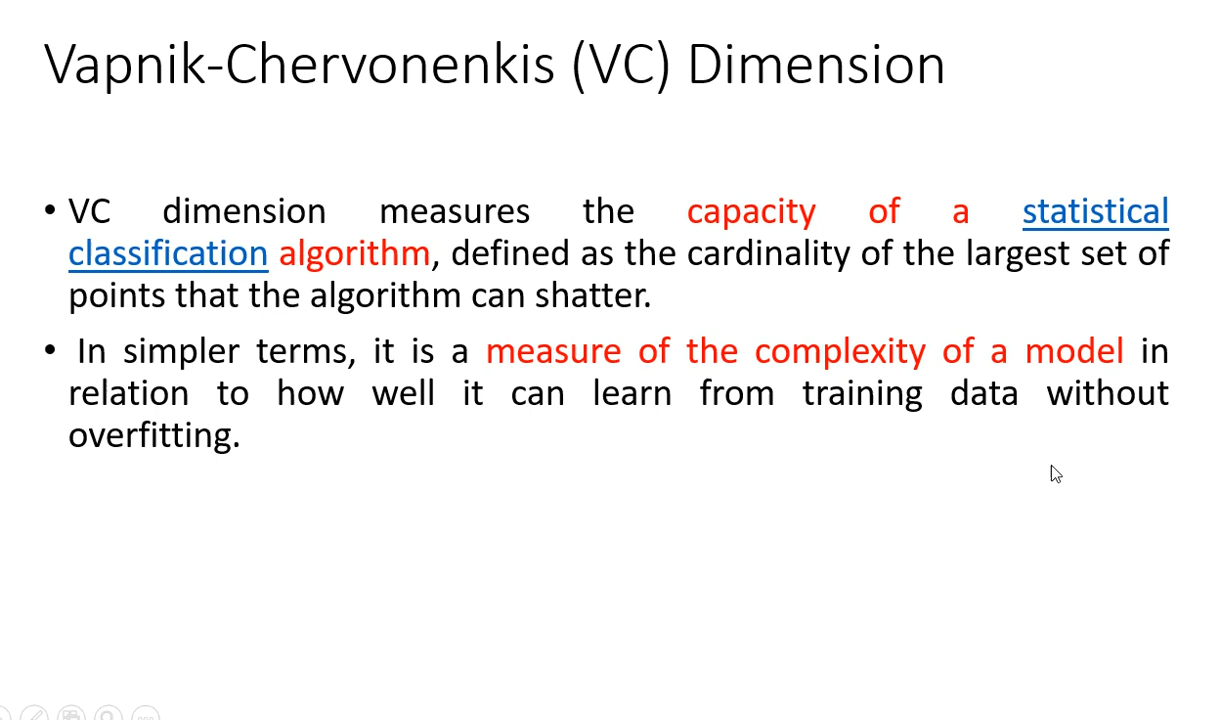 Vapnik-Chervonenkis (VC) Dimension
• VC dimension measures the capacity of a statistical
classification algorithm, defined as the cardinality of the largest set of
points that the algorithm can shatter.
• In simpler terms, it is a measure of the complexity of a model in
relation to how well it can learn from training data without
overfitting.